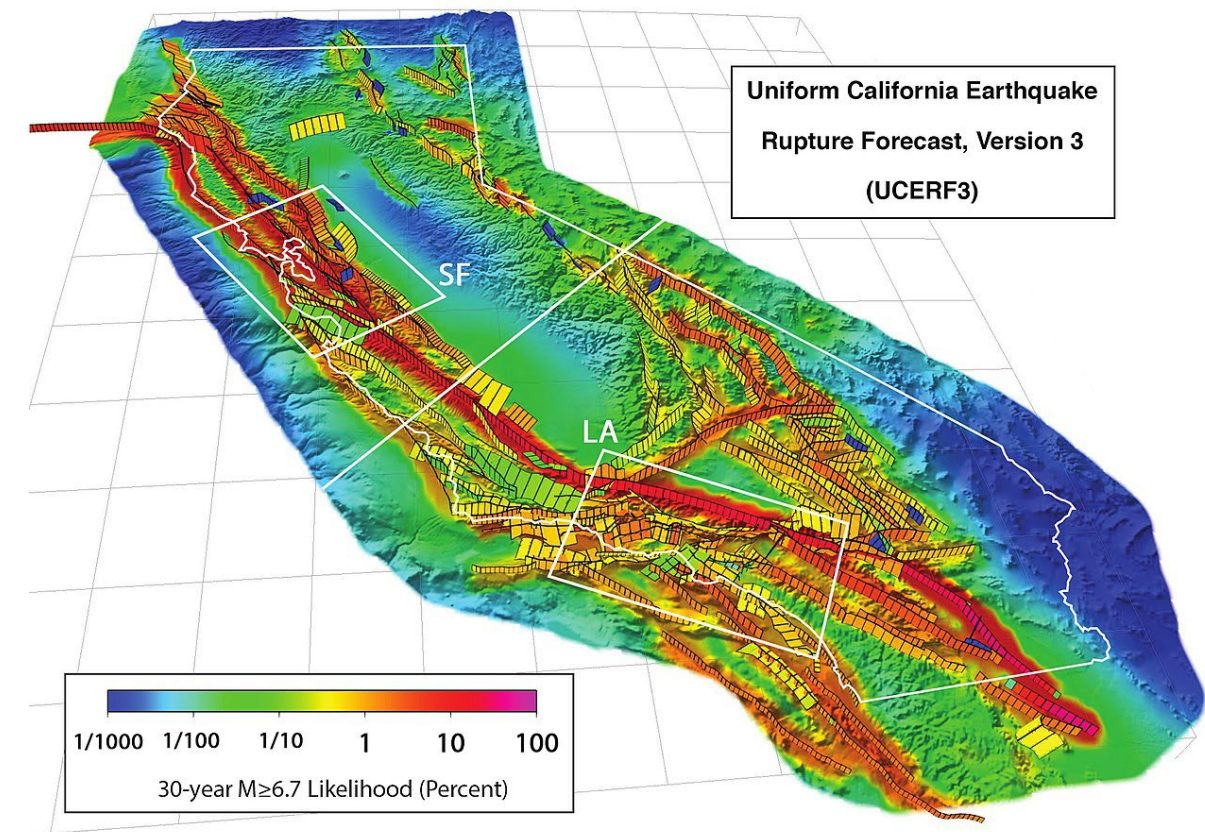 Uniform California Earthquake
Rupture Forecast, Version 3
(UCERF3)
SF
LA
1/1000 1/100 1/10 1 10 100
30-year M≥6.7 Likelihood (Percent)